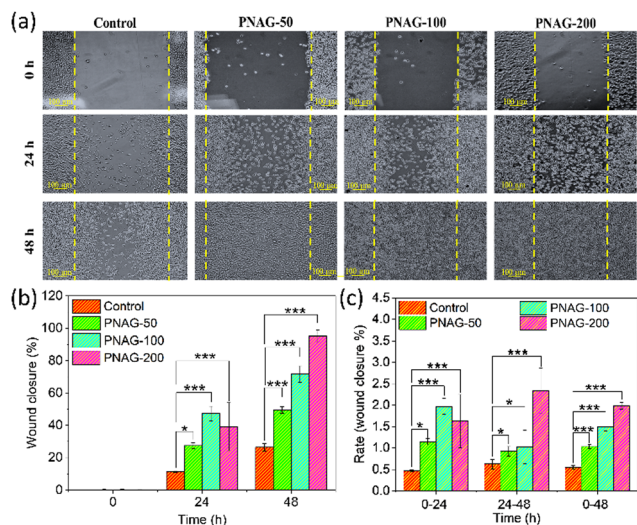 (a)
Control PNAG-50 PNAG-100 PNAG-200
0 h
100 μm 100 μm 100 μm 100 μm
24 h
100 μm 100 μm 100 μm 100 μm
48 h
100 μm 100 μm 100 μm 100 μm
(b)
Wound closure (%)
120
100
80
60
40
20
0
Control
PNAG-50
PNAG-100
PNAG-200
* *** ***
*** *** ***
0 24 48
Time (h)
(c)
Rate (wound closure %)
4.5
4.0
3.5
3.0
2.5
2.0
1.5
1.0
0.5
0.0
Control PNAG-100
PNAG-50 PNAG-200
* *** ***
* * ***
*** *** ***
0-24 24-48 0-48
Time (h)